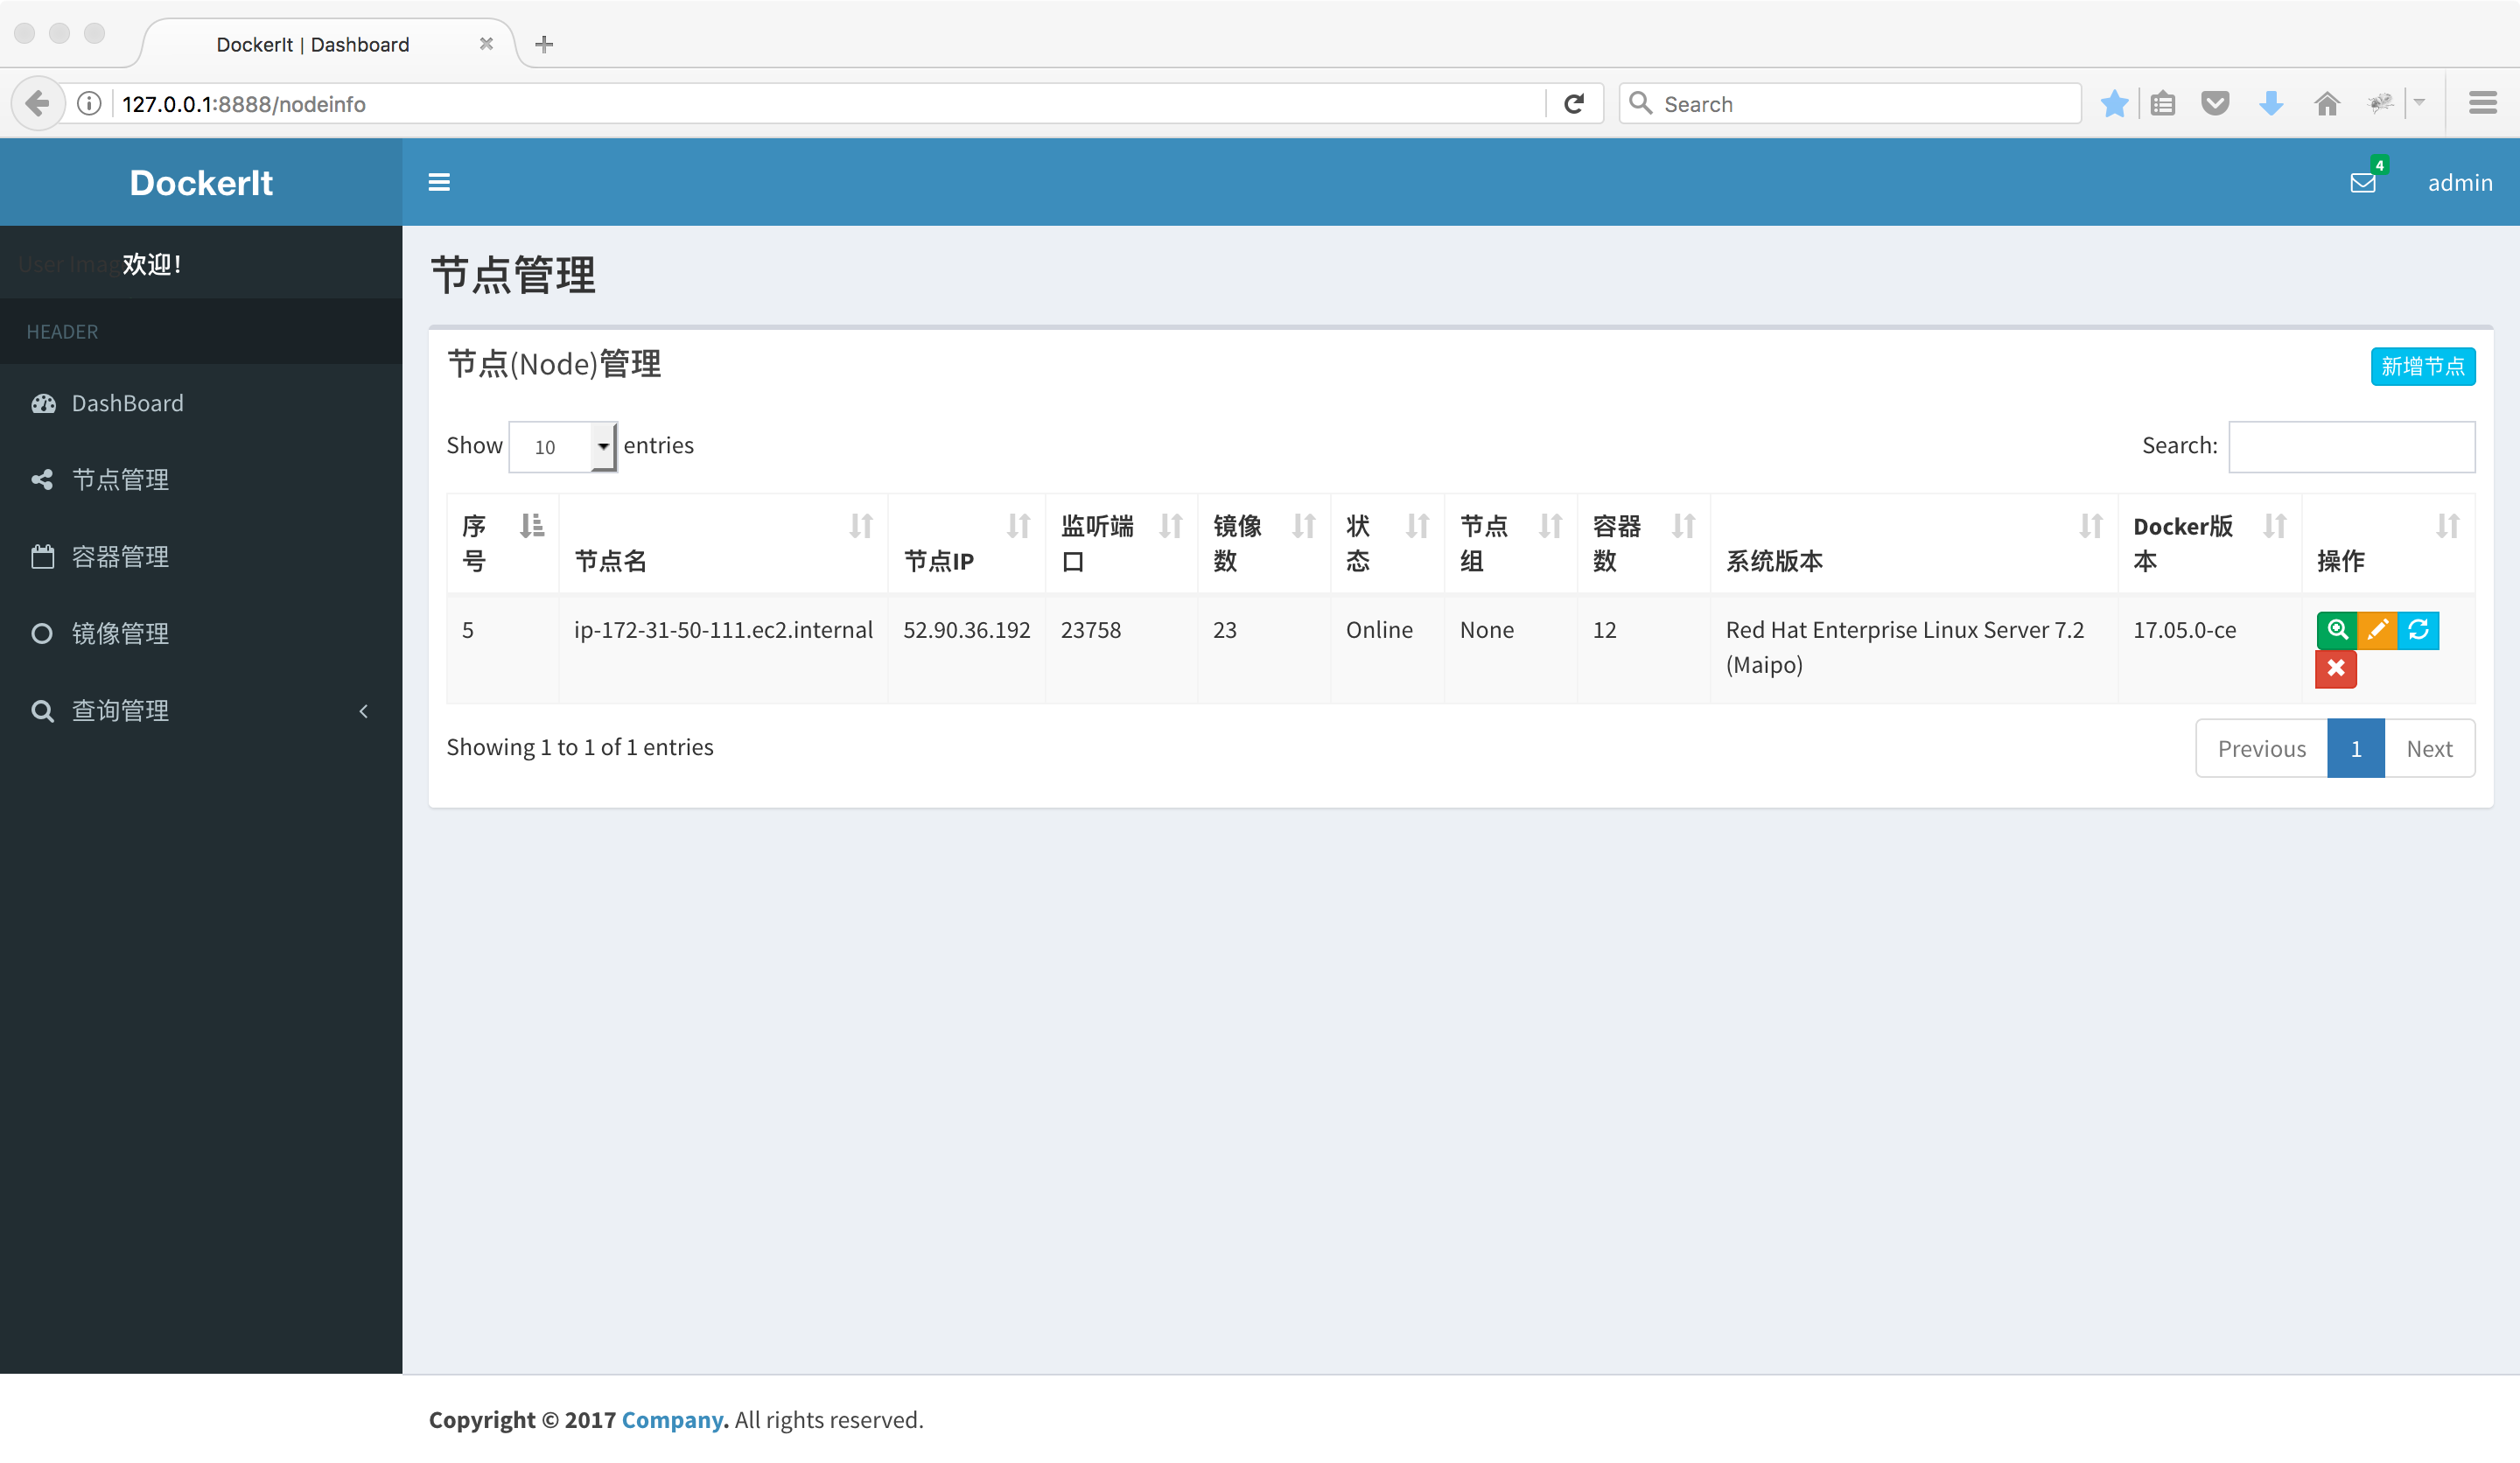 DockerIt | Dashboard
127.0.0.1:8888/nodeinfo
Search
DockerIt
4
admin
User Imag
欢迎！
HEADER
DashBoard
节点管理
容器管理
镜像管理
查询管理
节点管理
节点(Node)管理
新增节点
Show 10 entries
Search:
序号 节点名 节点IP 监听端口 镜像数 状态 节点组 容器数 系统版本 Docker版本 操作
5 ip-172-31-50-111.ec2.internal 52.90.36.192 23758 23 Online None 12 Red Hat Enterprise Linux Server 7.2 17.05.0-ce
(Maipo)
Showing 1 to 1 of 1 entries
Previous 1 Next
Copyright © 2017 Company. All rights reserved.